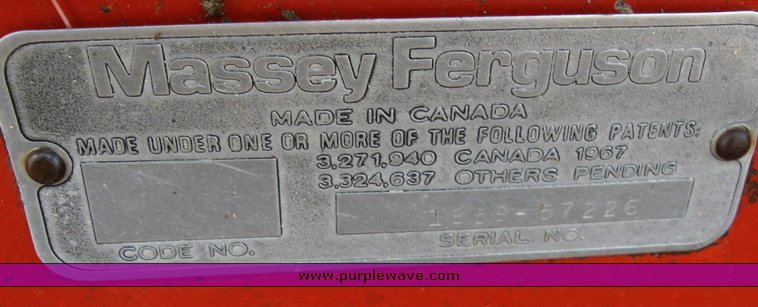 Massey Ferguson
MADE IN CANADA
MADE UNDER ONE OR MORE OF THE FOLLOWING PATENTS:
3,271,940 CANADA 1967
3,324,637 OTHERS PENDING
CODE NO.
SERIAL NO.
www.purplewave.com